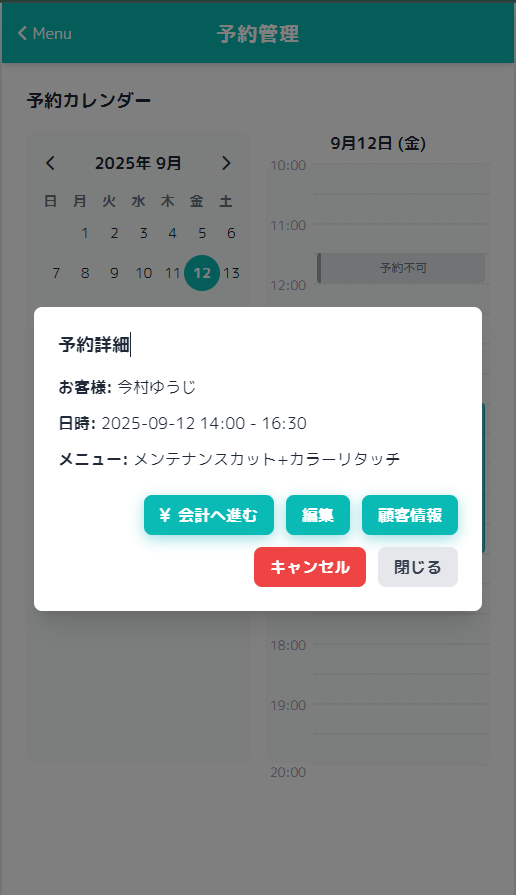 Menu
予約管理
予約カレンダー
2025年 9月
日 月 火 水 木 金 土
1 2 3 4 5 6
7 8 9 10 11 12 13
9月12日 (金)
10:00
11:00
予約不可
12:00
予約詳細
お客様: 今村ゆうじ
日時: 2025-09-12 14:00 - 16:30
メニュー: メンテナンスカット+カラーリタッチ
¥ 会計へ進む
編集
顧客情報
キャンセル
閉じる
18:00
19:00
20:00